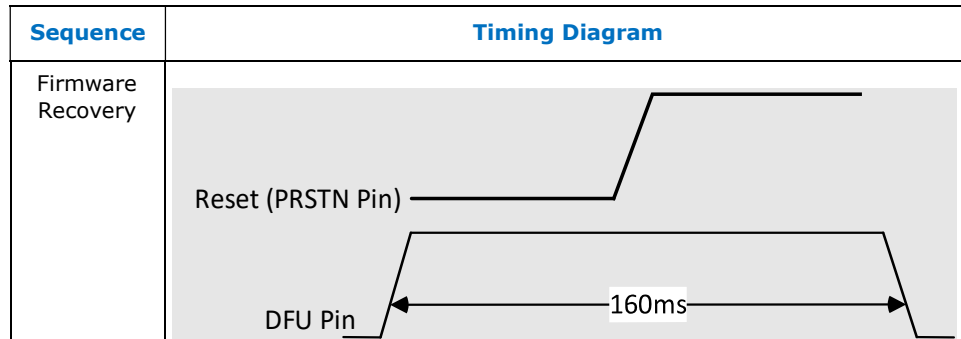 Sequence
Timing Diagram
Firmware
Recovery
Reset (PRSTN Pin)
160ms
DFU Pin